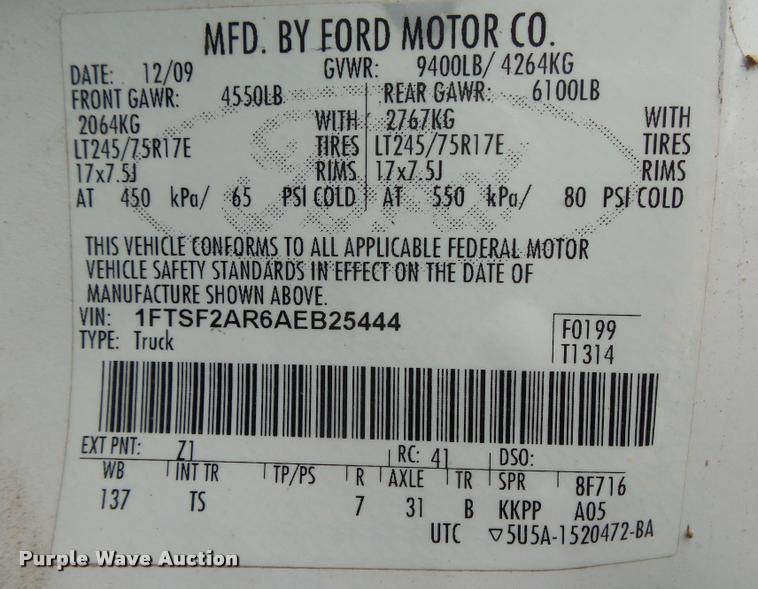 MFD. BY FORD MOTOR CO.
DATE: 12/09 GVWR: 9400LB/ 4264KG
FRONT GAWR: 4550LB REAR GAWR: 6100LB
2064KG WITH 2767KG WITH
LT245/75R17E TIRES LT245/75R17E TIRES
17x7.5J RIMS 17x7.5J RIMS
AT 450 kPa/ 65 PSI COLD AT 550 kPa/ 80 PSI COLD
THIS VEHICLE CONFORMS TO ALL APPLICABLE FEDERAL MOTOR
VEHICLE SAFETY STANDARDS IN EFFECT ON THE DATE OF
MANUFACTURE SHOWN ABOVE.
VIN: 1FTSF2AR6AEB25444 F0199
TYPE: Truck T1314
EXT PNT: Z1 RC: 41 DSO:
WB INT TR TP/PS R AXLE TR SPR 8F716
137 TS 7 31 B KKPP A05
UTC ▽5U5A-1520472-BA
Purple Wave Auction